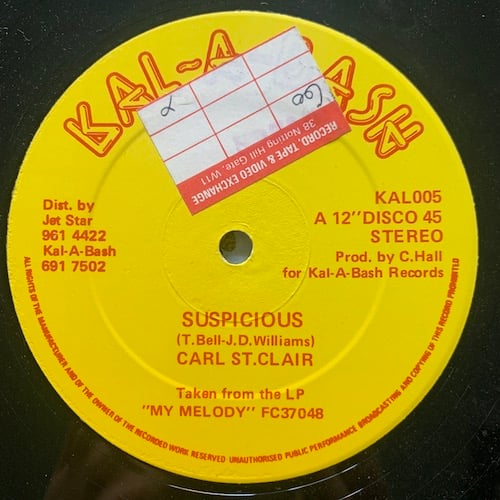 KAL-A BASH
RECORD, TAPE & VIDEO EXCHANGE
38 Notting Hill Gate, W11
Dist. by
Jet Star
961 4422
Kal-A-Bash
691 7502
KAL005
A 12" DISCO 45
STEREO
Prod. by C.Hall
for Kal-A-Bash Records
SUSPICIOUS
(T.Bell-J.D.Williams)
CARL ST.CLAIR
Taken from the LP
"MY MELODY" FC37048
ALL RIGHTS OF THE MANUFACTURER AND OF THE OWNER OF THE RECORDED WORK RESERVED UNAUTHORISED PUBLIC PERFORMANCE BROADCASTING AND COPYING OF THIS RECORD PROHIBITED